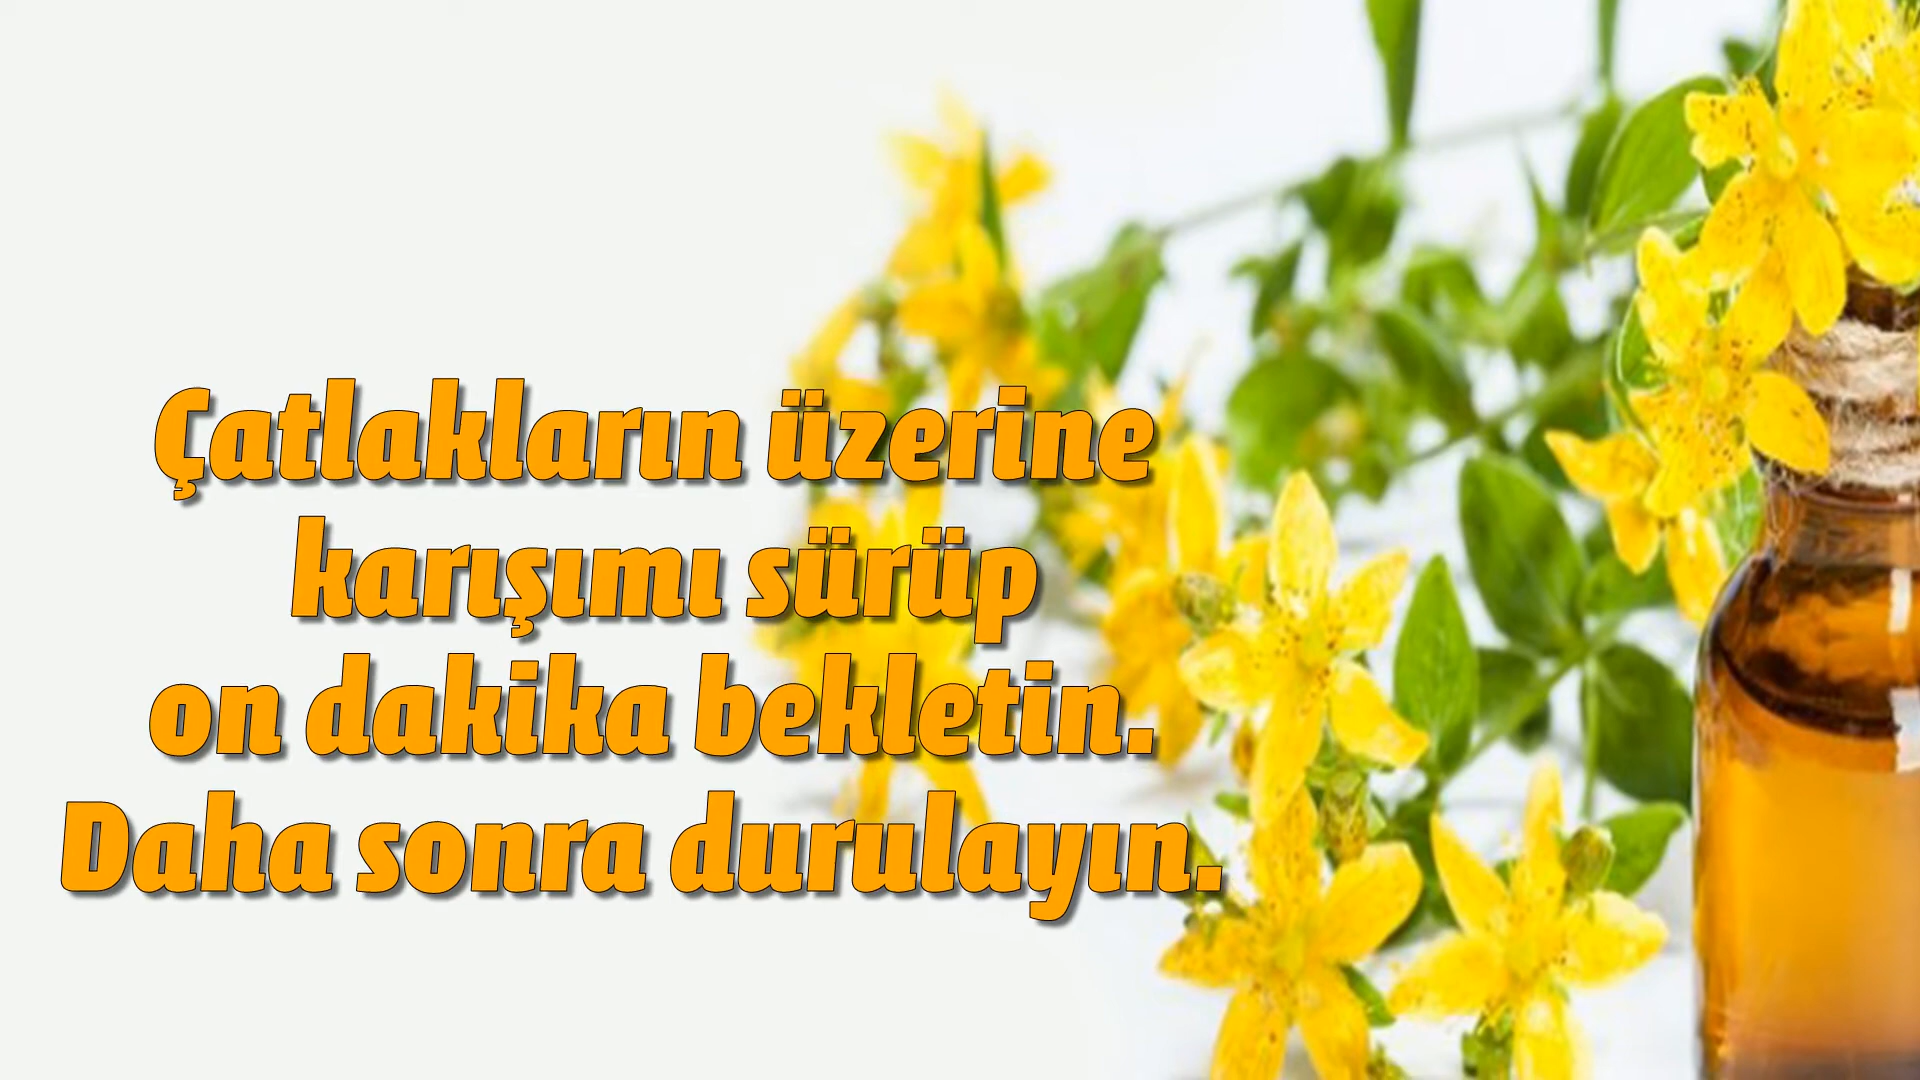 Çatlakların üzerine
karışımı sürüp
on dakika bekletin.
Daha sonra durulayın.